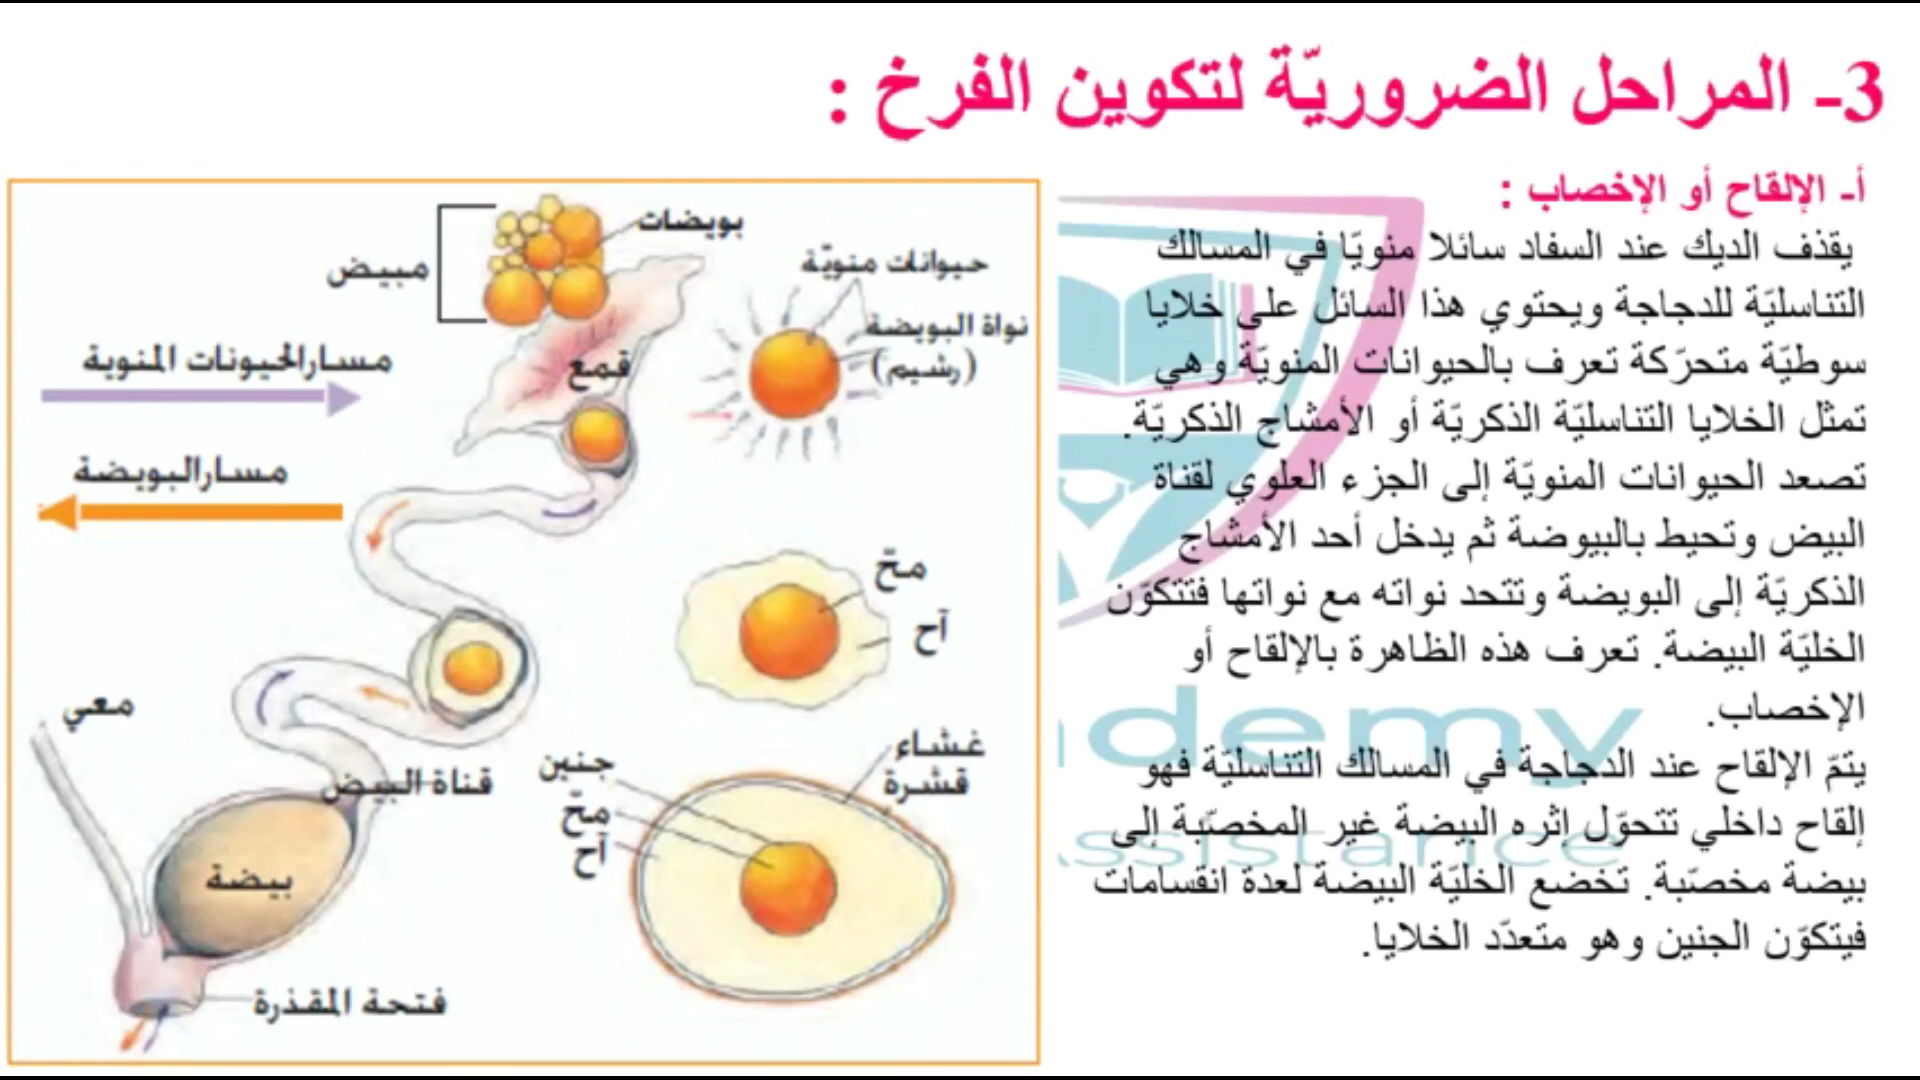 3- المراحل الضروريّة لتكوين الفرخ :
أ- الإلقاح أو الإخصاب :
يقذف الديك عند السفاد سائلا منويّا في المسالك
التناسليّة للدجاجة ويحتوي هذا السائل على خلايا
سوطيّة متحرّكة تعرف بالحيوانات المنويّة وهي
تمثل الخلايا التناسليّة الذكريّة أو الأمشاج الذكريّة.
تصعد الحيوانات المنويّة إلى الجزء العلوي لقناة
البيض وتحيط بالبيوضة ثم يدخل أحد الأمشاج
الذكريّة إلى البويضة وتتحد نواته مع نواتها فتتكوّن
الخليّة البيضة. تعرف هذه الظاهرة بالإلقاح أو
الإخصاب.
يتمّ الإلقاح عند الدجاجة في المسالك التناسليّة فهو
إلقاح داخلي تتحوّل إثره البيضة غير المخصّبة إلى
بيضة مخصّبة. تخضع الخليّة البيضة لعدة انقسامات
فيتكوّن الجنين وهو متعدّد الخلايا.
بويضات
مبيض
حيوانات منويّة
نواة البويضة
(رشيم)
قمع
مسارالحيونات المنوية
مسارالبويضة
محّ
آح
معي
قناة البيض
جنين
محّ
آح
غشاء
قشرة
بيضة
فتحة المقذرة
demy
Assistance